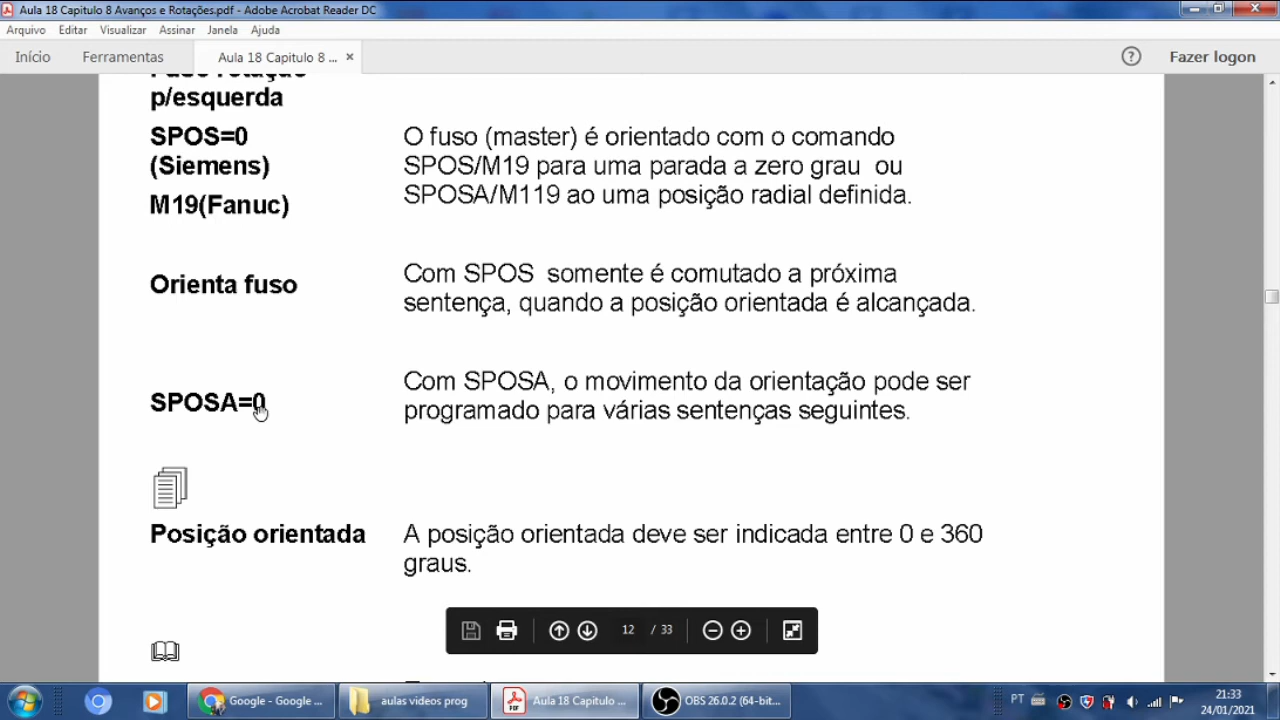 Aula 18 Capitulo 8 Avanços e Rotações.pdf - Adobe Acrobat Reader DC
Arquivo Editar Visualizar Assinar Janela Ajuda
Início Ferramentas Aula 18 Capitulo 8 ... × ? Fazer logon
p/esquerda
SPOS=0
(Siemens)
M19(Fanuc)
O fuso (master) é orientado com o comando
SPOS/M19 para uma parada a zero grau ou
SPOSA/M119 ao uma posição radial definida.
Orienta fuso
Com SPOS somente é comutado a próxima
sentença, quando a posição orientada é alcançada.
SPOSA=0
Com SPOSA, o movimento da orientação pode ser
programado para várias sentenças seguintes.
Posição orientada
A posição orientada deve ser indicada entre 0 e 360
graus.
12 / 33
Google - Google ... aulas videos prog Aula 18 Capitulo ... OBS 26.0.2 (64-bit... PT 21:33
24/01/2021